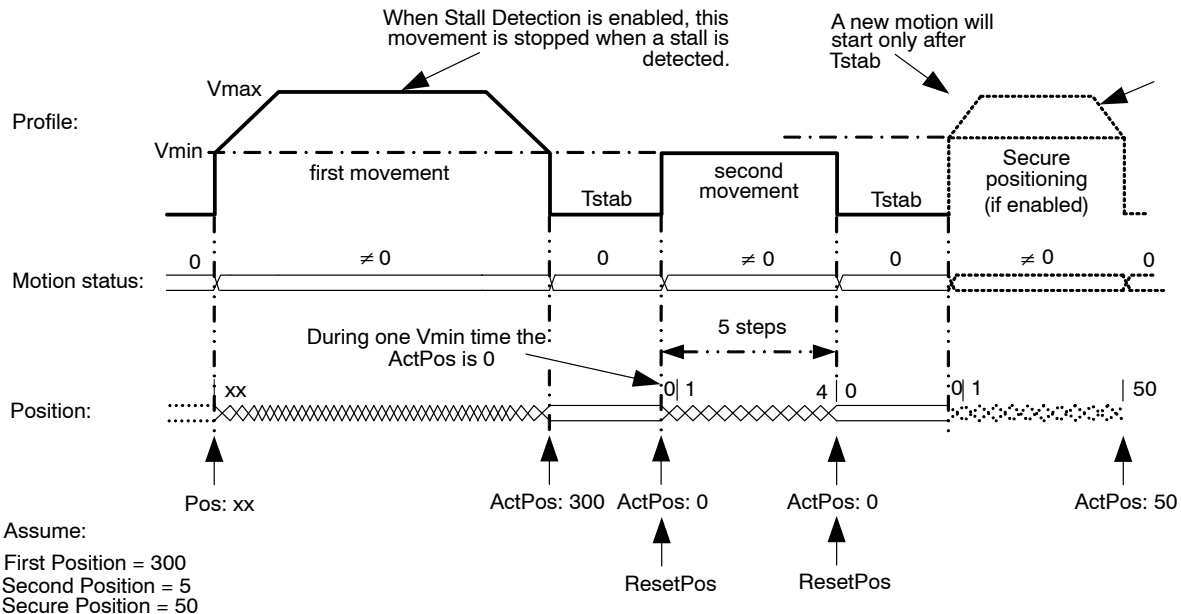 When Stall Detection is enabled, this
movement is stopped when a stall is
detected.
A new motion will
start only after
Tstab
Profile:
Vmax
Vmin
first movement
Tstab
second
movement
Tstab
Secure
positioning
(if enabled)
Motion status:
0
≠ 0
0
≠ 0
0
≠ 0
0
During one Vmin time the
ActPos is 0
5 steps
Position:
xx
0 1
4 0
0 1
50
Pos: xx
ActPos: 300
ActPos: 0
ActPos: 0
ActPos: 50
ResetPos
ResetPos
Assume:
First Position = 300
Second Position = 5
Secure Position = 50